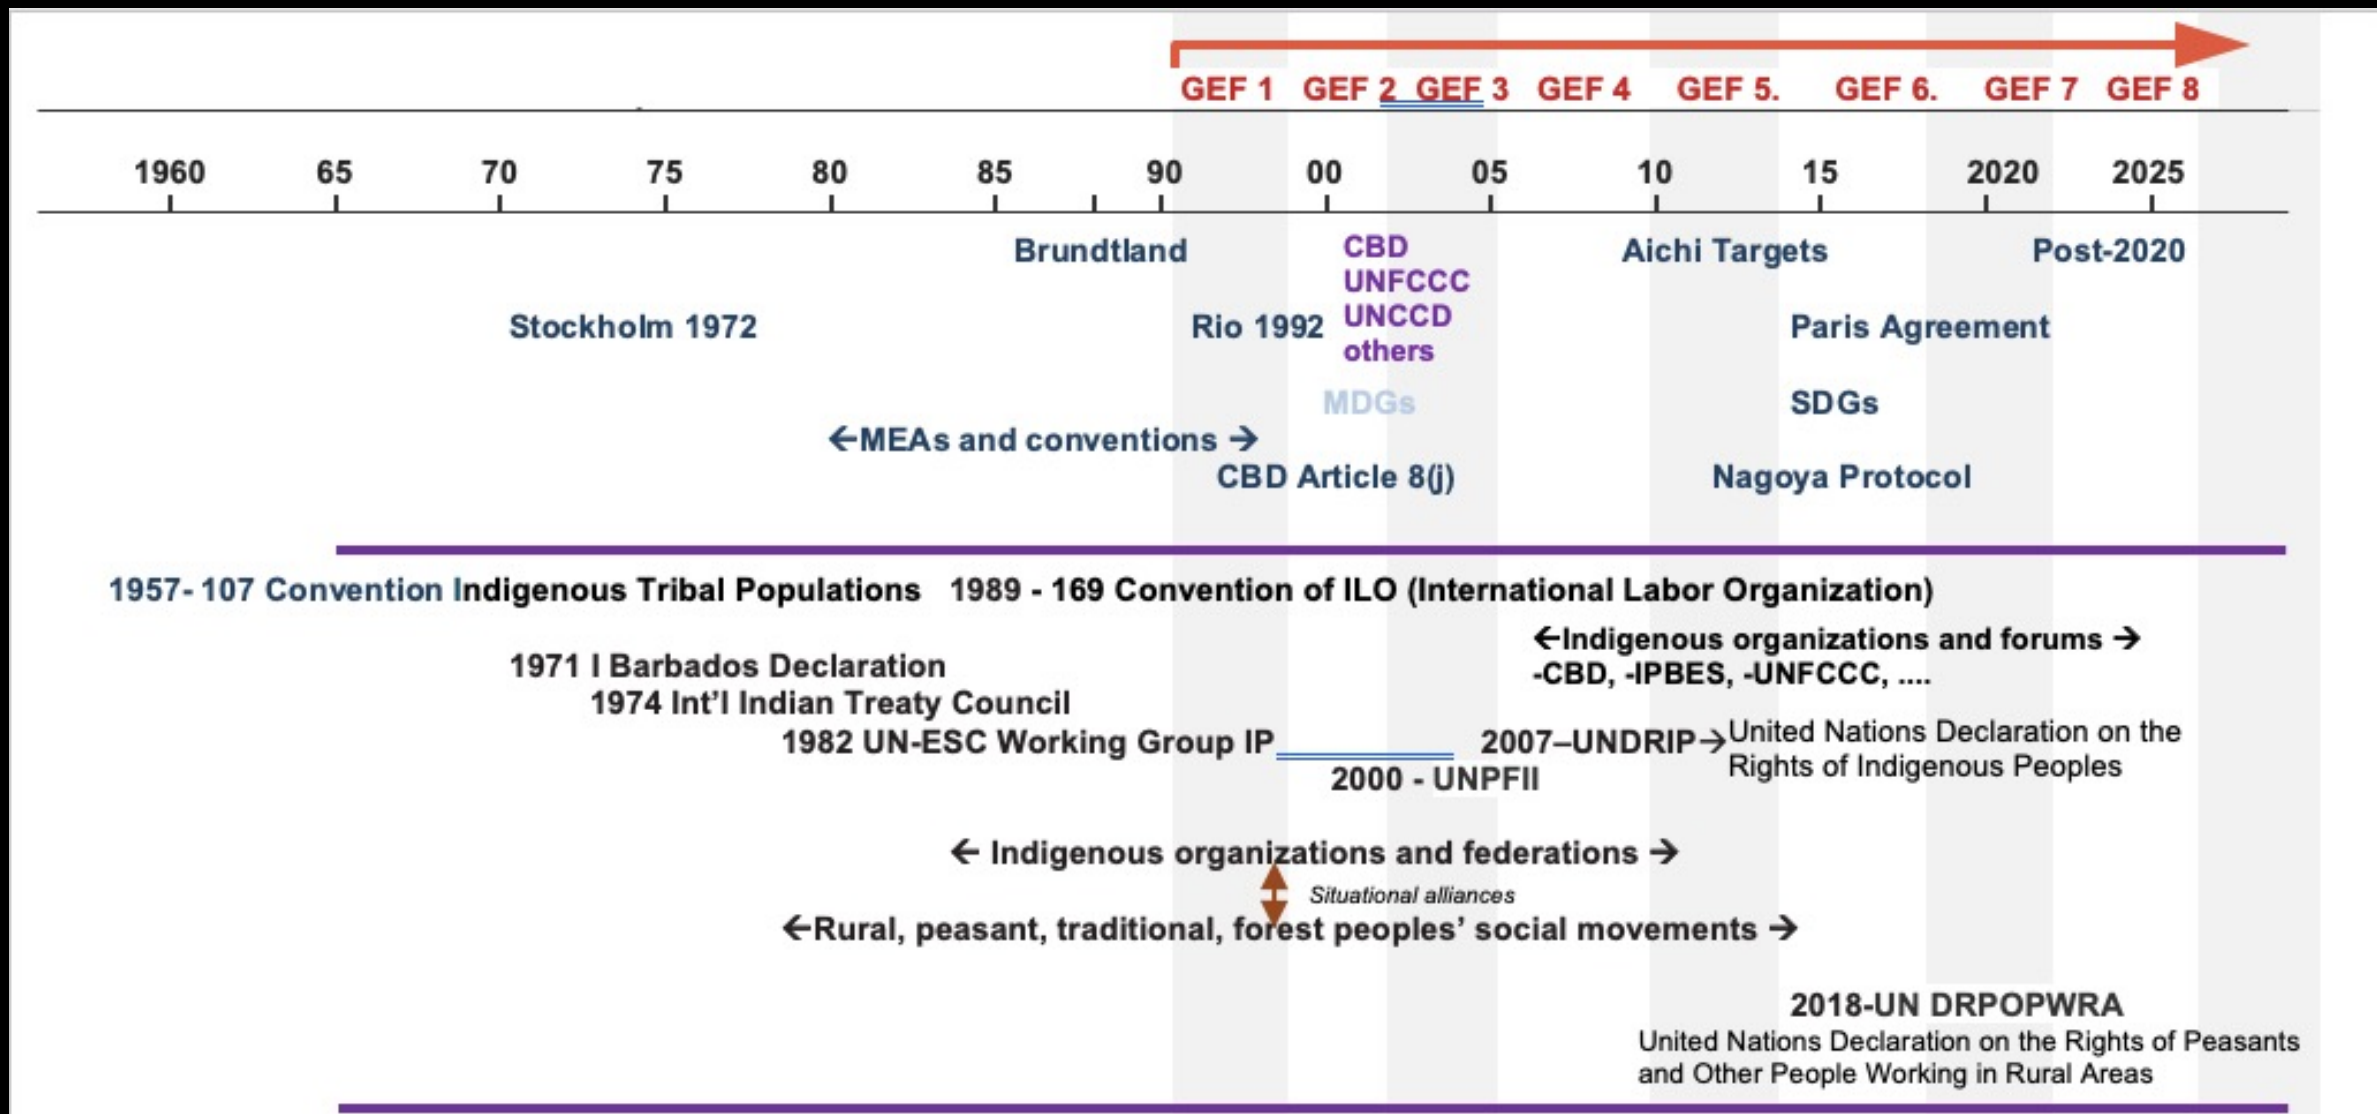 GEF 1 GEF 2 GEF 3 GEF 4 GEF 5. GEF 6. GEF 7 GEF 8
1960 65 70 75 80 85 90 00 05 10 15 2020 2025
Brundtland CBD Aichi Targets Post-2020
UNFCCC
Stockholm 1972 Rio 1992 UNCCD Paris Agreement
others
MDGs SDGs
←MEAs and conventions →
CBD Article 8(j) Nagoya Protocol
1957- 107 Convention Indigenous Tribal Populations 1989 - 169 Convention of ILO (International Labor Organization)
←Indigenous organizations and forums →
1971 I Barbados Declaration -CBD, -IPBES, -UNFCCC, ....
1974 Int'l Indian Treaty Council
1982 UN-ESC Working Group IP 2007–UNDRIP→ United Nations Declaration on the
Rights of Indigenous Peoples
2000 - UNPFII
← Indigenous organizations and federations →
Situational alliances
←Rural, peasant, traditional, forest peoples' social movements →
2018-UN DRPOPWRA
United Nations Declaration on the Rights of Peasants
and Other People Working in Rural Areas